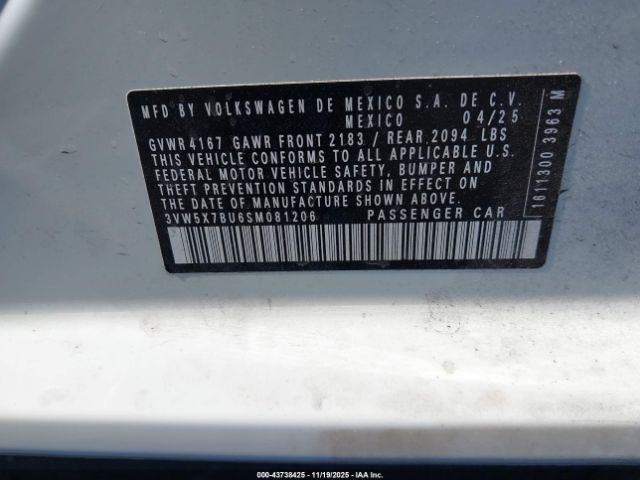 MFD BY VOLKSWAGEN DE MEXICO S.A. DE C.V.
MEXICO 04/25
GVWR 4167 GAWR FRONT 2183 / REAR 2094 LBS
THIS VEHICLE CONFORMS TO ALL APPLICABLE U.S.
FEDERAL MOTOR VEHICLE SAFETY, BUMPER AND
THEFT PREVENTION STANDARDS IN EFFECT ON
THE DATE OF MANUFACTURE SHOWN ABOVE.
3VW5X7BU6SM081206 PASSENGER CAR
1611300 3963 M
000-43738425 - 11/19/2025 - IAA Inc.